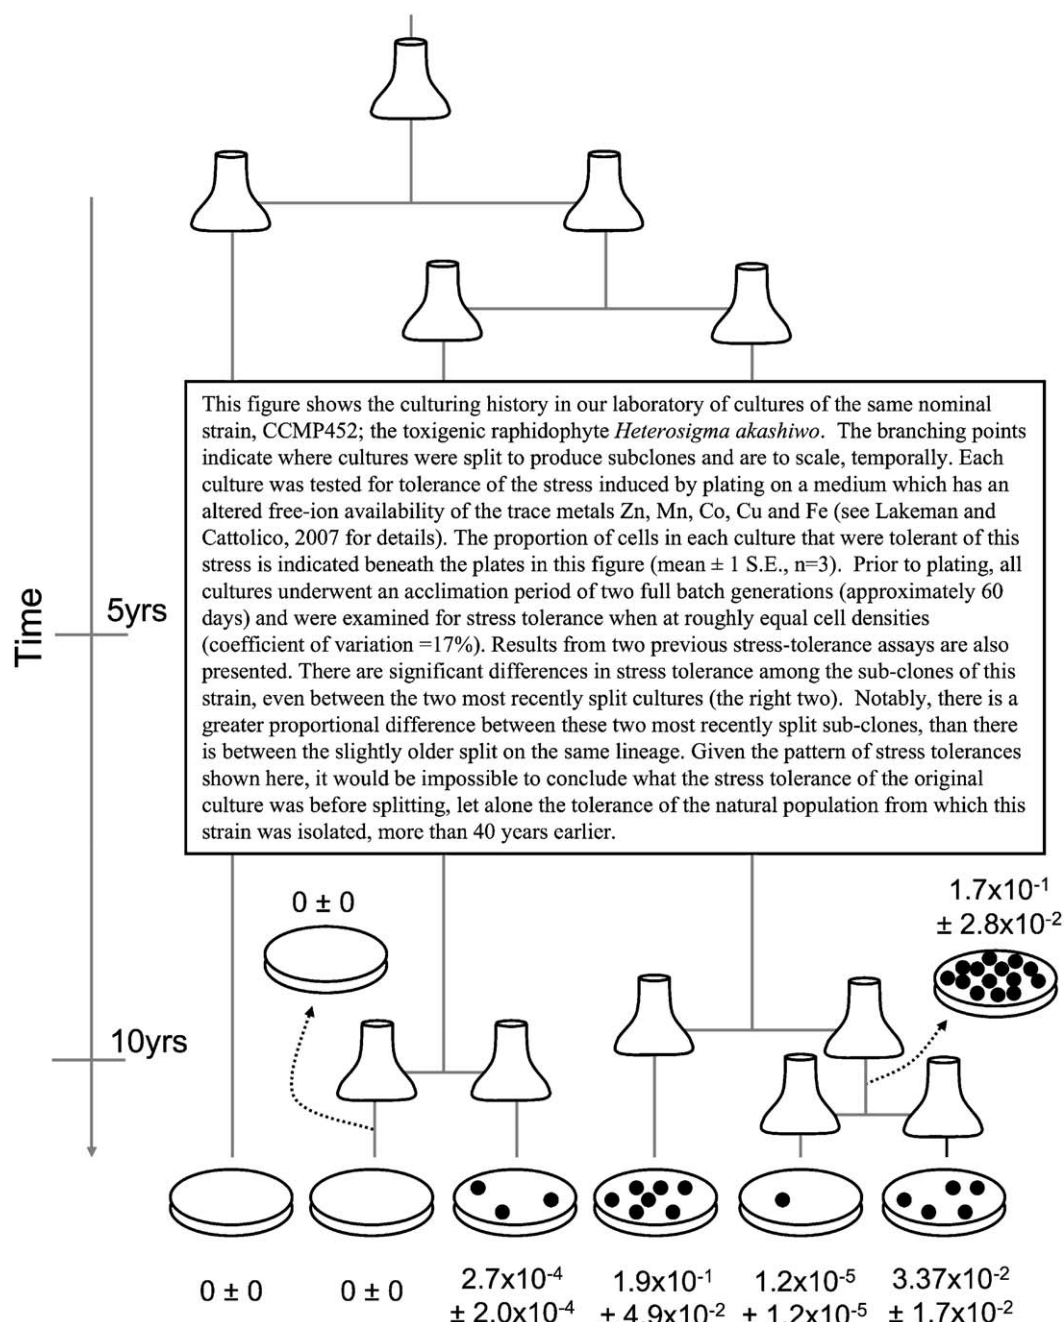 This figure shows the culturing history in our laboratory of cultures of the same nominal
strain, CCMP452; the toxigenic raphidophyte Heterosigma akashiwo. The branching points
indicate where cultures were split to produce subclones and are to scale, temporally. Each
culture was tested for tolerance of the stress induced by plating on a medium which has an
altered free-ion availability of the trace metals Zn, Mn, Co, Cu and Fe (see Lakeman and
Cattolico, 2007 for details). The proportion of cells in each culture that were tolerant of this
stress is indicated beneath the plates in this figure (mean ± 1 S.E., n=3). Prior to plating, all
cultures underwent an acclimation period of two full batch generations (approximately 60
days) and were examined for stress tolerance when at roughly equal cell densities
(coefficient of variation =17%). Results from two previous stress-tolerance assays are also
presented. There are significant differences in stress tolerance among the sub-clones of this
strain, even between the two most recently split cultures (the right two). Notably, there is a
greater proportional difference between these two most recently split sub-clones, than there
is between the slightly older split on the same lineage. Given the pattern of stress tolerances
shown here, it would be impossible to conclude what the stress tolerance of the original
culture was before splitting, let alone the tolerance of the natural population from which this
strain was isolated, more than 40 years earlier.
Time
5yrs
10yrs
0 ± 0
1.7x10⁻¹
± 2.8x10⁻²
0 ± 0
0 ± 0
2.7x10⁻⁴
± 2.0x10⁻⁴
1.9x10⁻¹
± 4.9x10⁻²
1.2x10⁻⁵
± 1.2x10⁻⁵
3.37x10⁻²
± 1.7x10⁻²